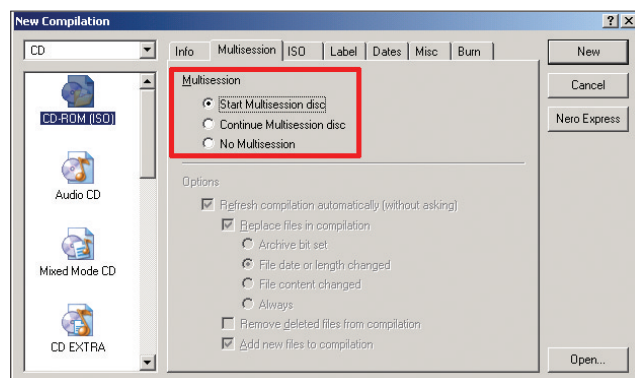 New Compilation
CD
CD-ROM (ISO)
Audio CD
Mixed Mode CD
CD EXTRA
Info Multisession ISO Label Dates Misc Burn
Multisession
Start Multisession disc
Continue Multisession disc
No Multisession
Options
Refresh compilation automatically (without asking)
Replace files in compilation
Archive bit set
File date or length changed
File content changed
Always
Remove deleted files from compilation
Add new files to compilation
New
Cancel
Nero Express
Open...